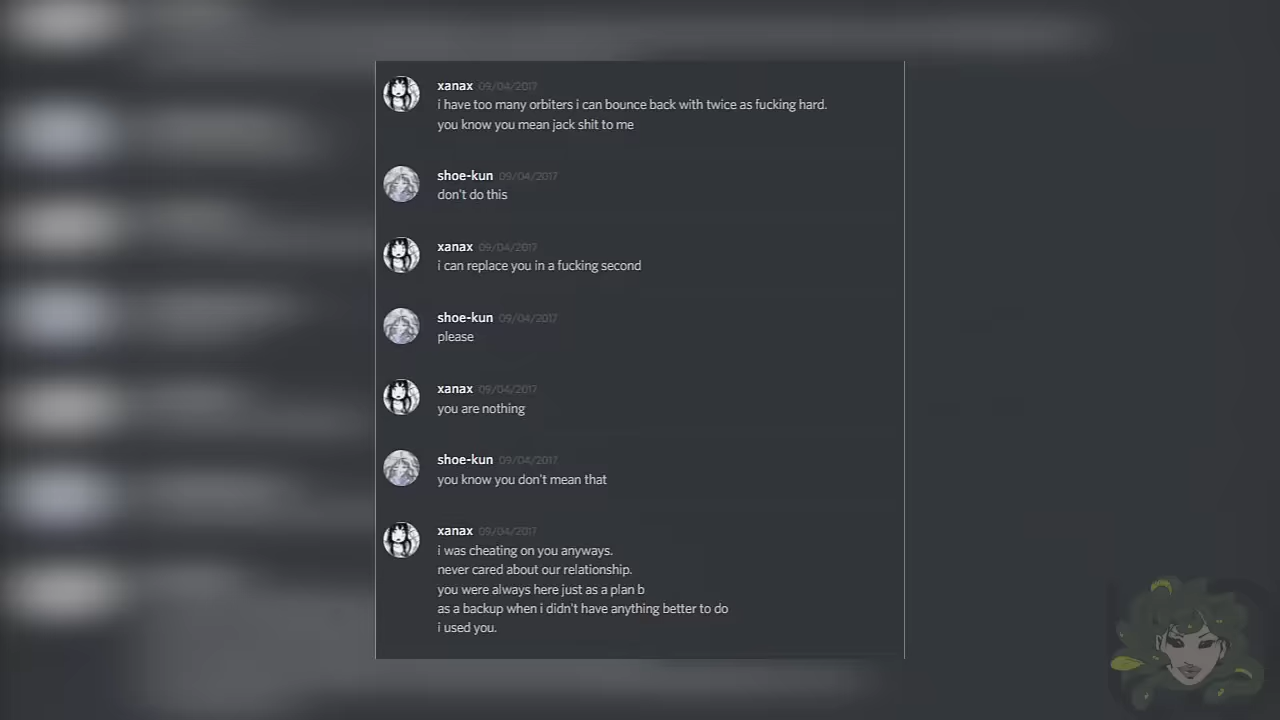 xanax 09/04/2017
i have too many orbiters i can bounce back with twice as fucking hard.
you know you mean jack shit to me
shoe-kun 09/04/2017
don't do this
xanax 09/04/2017
i can replace you in a fucking second
shoe-kun 09/04/2017
please
xanax 09/04/2017
you are nothing
shoe-kun 09/04/2017
you know you don't mean that
xanax 09/04/2017
i was cheating on you anyways.
never cared about our relationship.
you were always here just as a plan b
as a backup when i didn't have anything better to do
i used you.